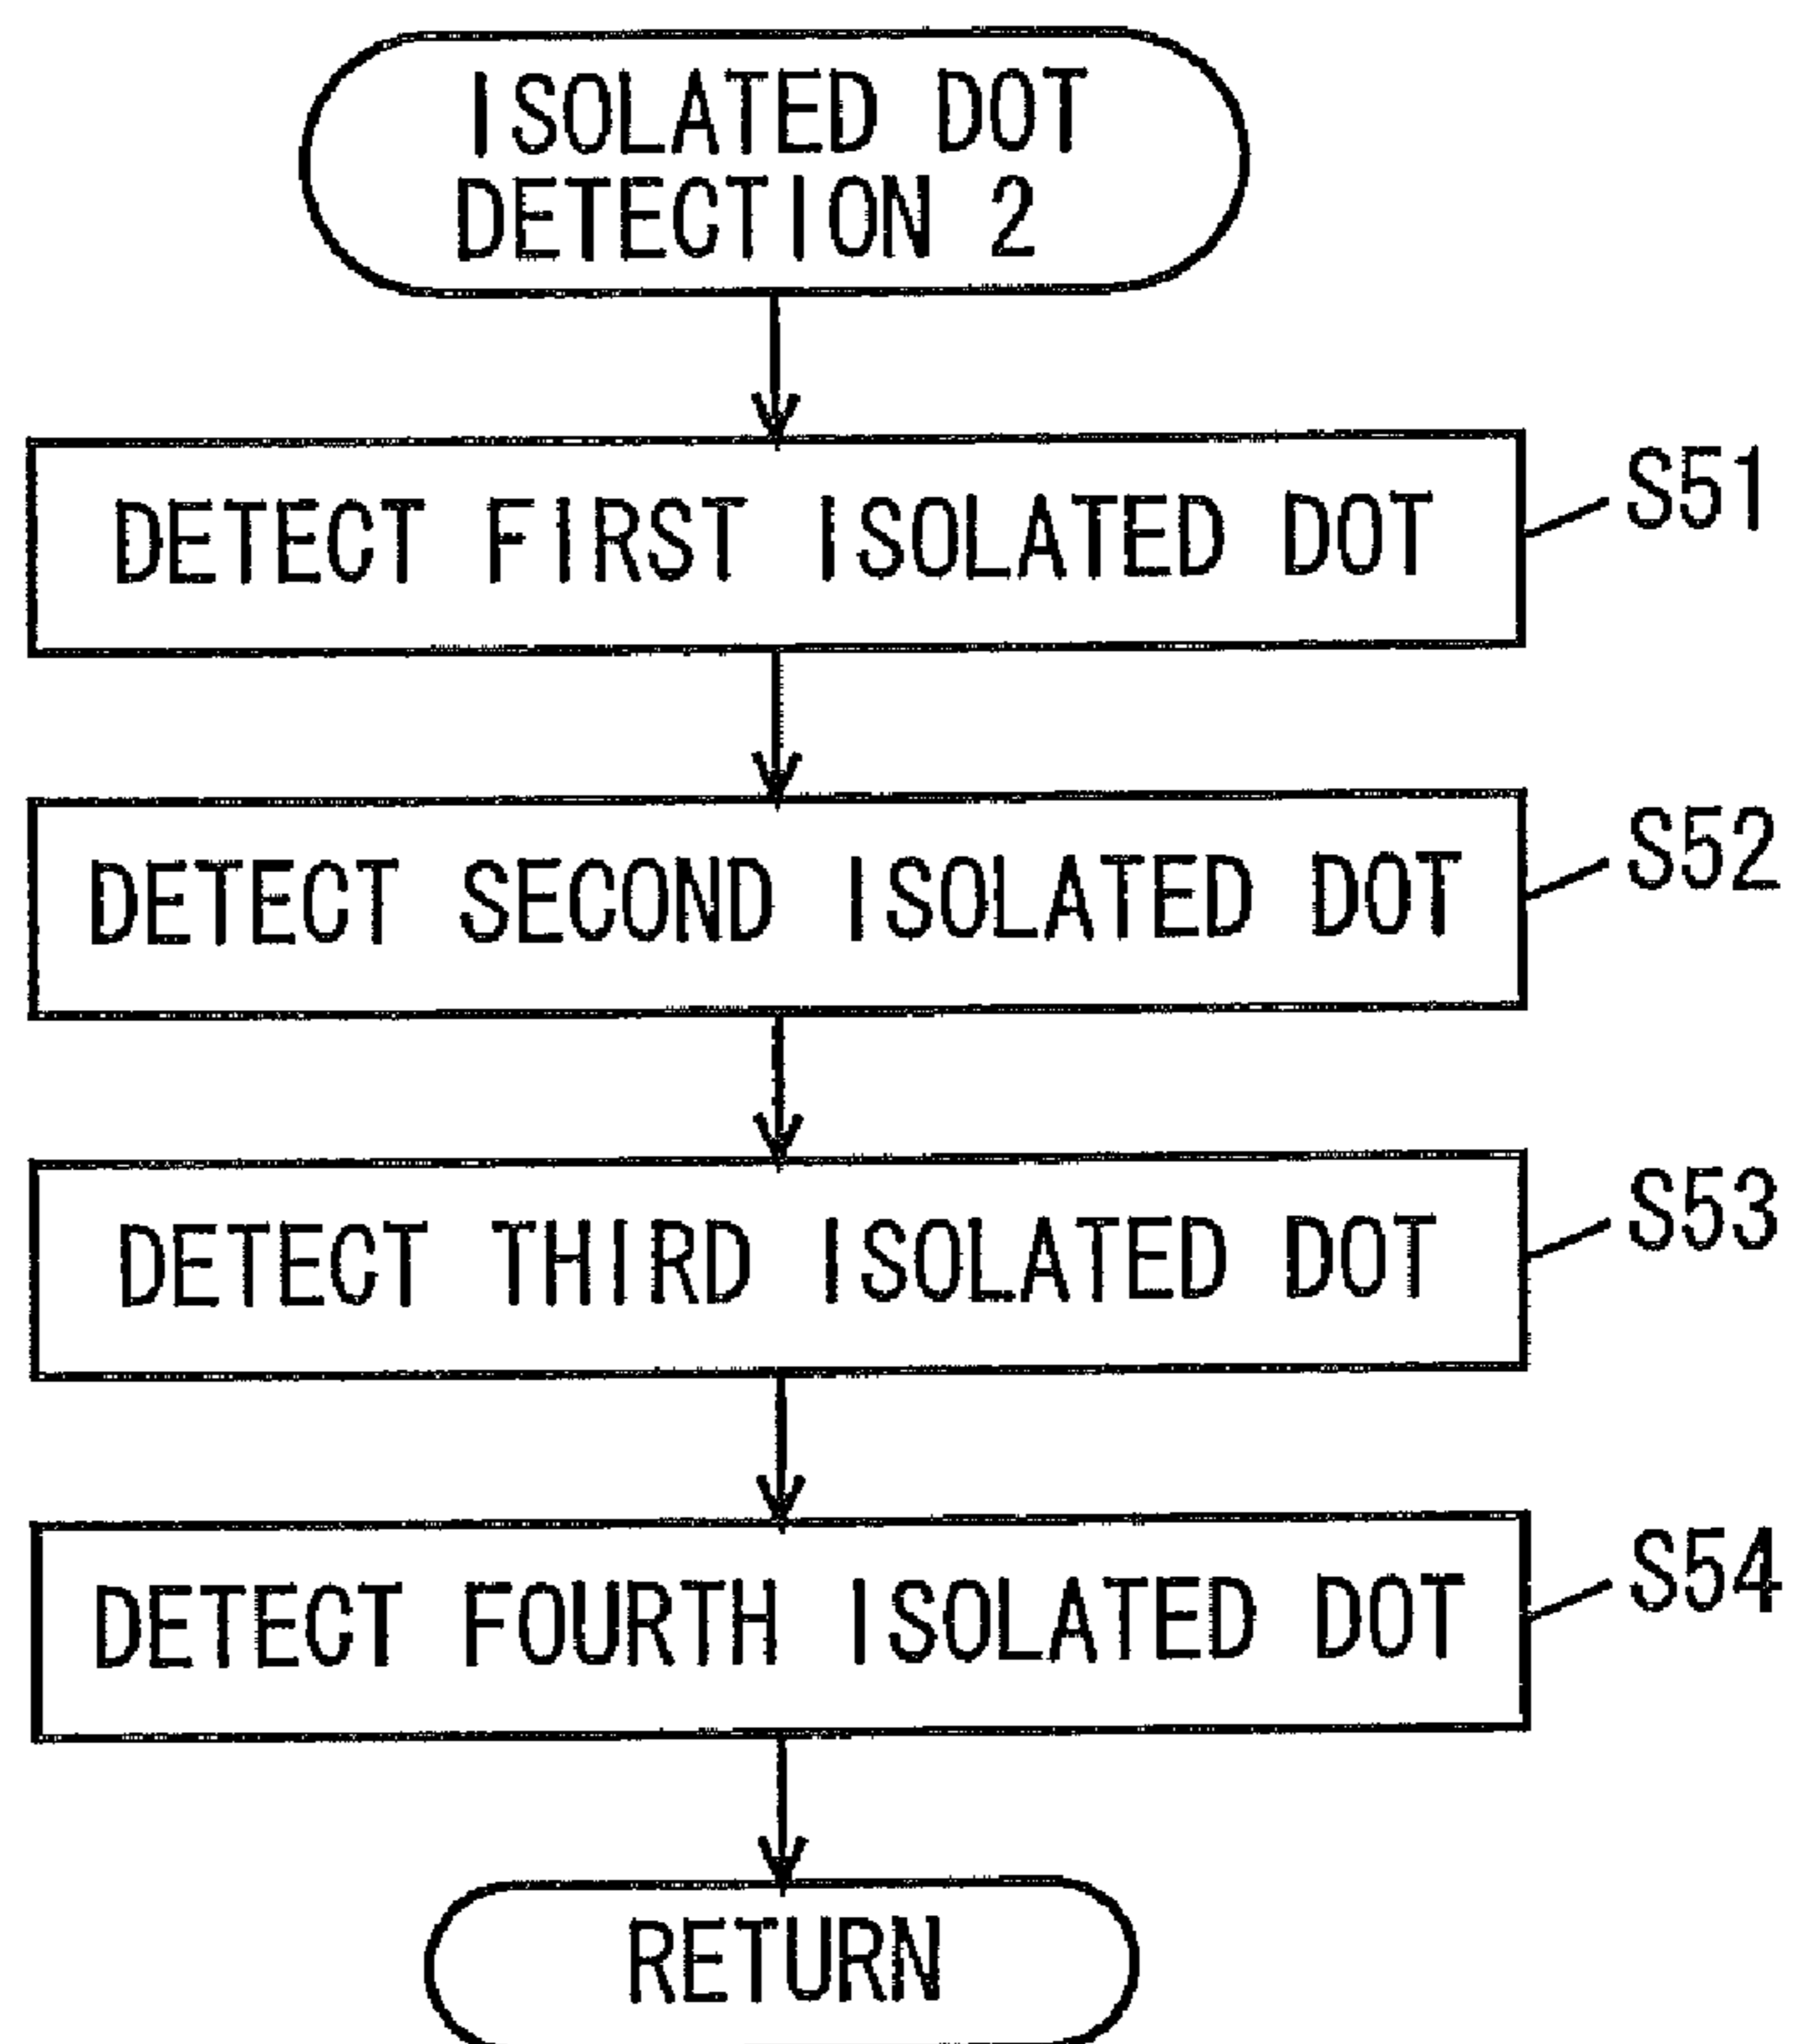 ISOLATED DOT
DETECTION 2
DETECT FIRST ISOLATED DOT
S51
DETECT SECOND ISOLATED DOT
S52
DETECT THIRD ISOLATED DOT
S53
DETECT FOURTH ISOLATED DOT
S54
RETURN